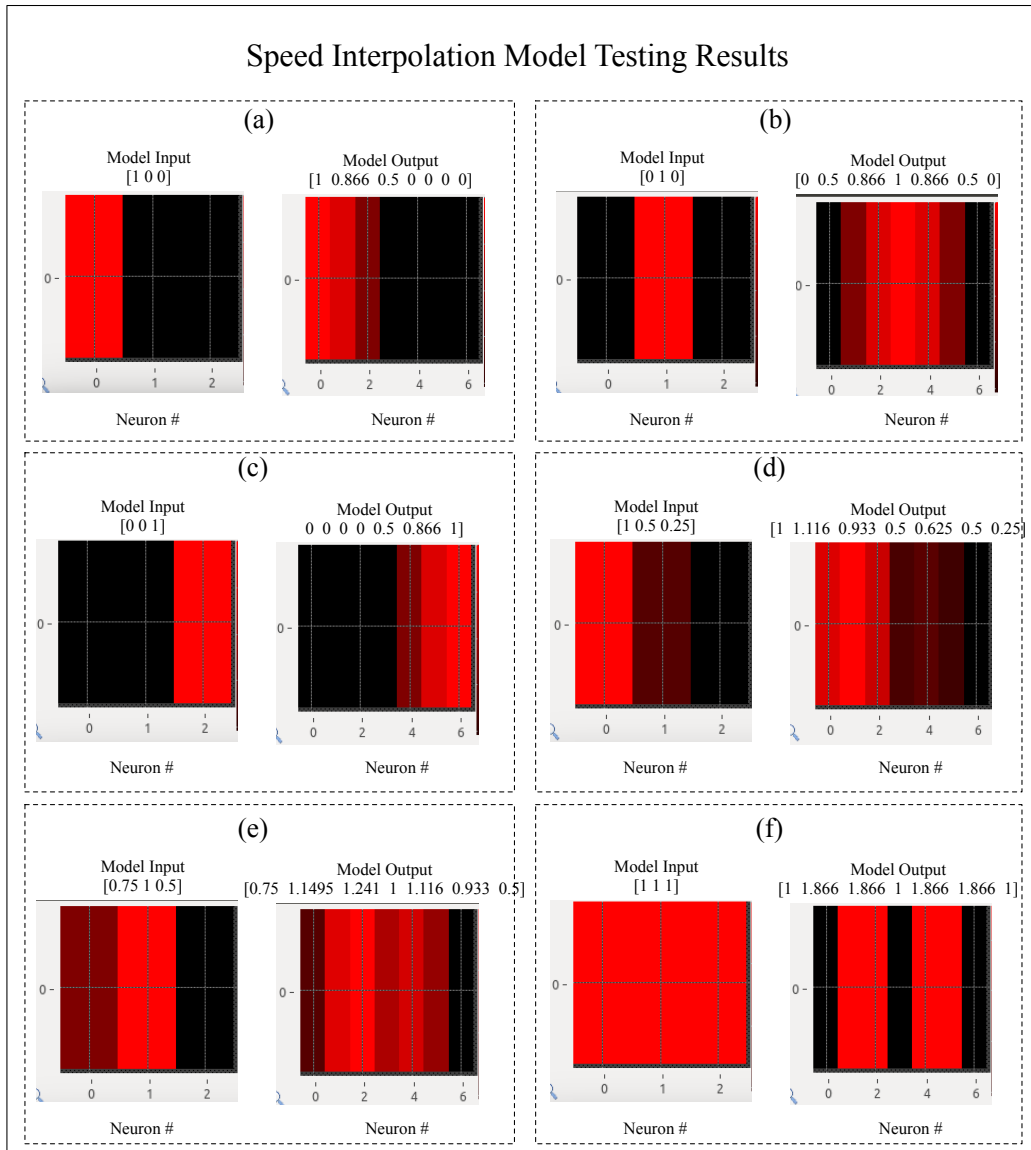 Speed Interpolation Model Testing Results
(a)
Model Input
[1 0 0]
Model Output
[1 0.866 0.5 0 0 0 0]
0
0 1 2
0
0 2 4 6
Neuron #
Neuron #
(b)
Model Input
[0 1 0]
Model Output
[0 0.5 0.866 1 0.866 0.5 0]
0
0 1 2
0
0 2 4 6
Neuron #
Neuron #
(c)
Model Input
[0 0 1]
Model Output
0 0 0 0 0.5 0.866 1]
0
0 1 2
0
0 2 4 6
Neuron #
Neuron #
(d)
Model Input
[1 0.5 0.25]
Model Output
[1 1.116 0.933 0.5 0.625 0.5 0.25]
0
0 1 2
0
0 2 4 6
Neuron #
Neuron #
(e)
Model Input
[0.75 1 0.5]
Model Output
[0.75 1.1495 1.241 1 1.116 0.933 0.5]
0
0 1 2
0
0 2 4 6
Neuron #
Neuron #
(f)
Model Input
[1 1 1]
Model Output
[1 1.866 1.866 1 1.866 1.866 1]
0
0 1 2
0
0 2 4 6
Neuron #
Neuron #